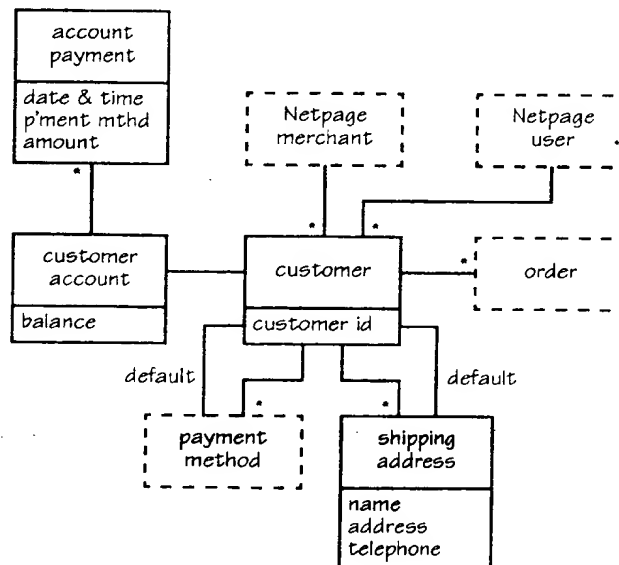 account
payment
date & time
p'ment mthd
amount
*
Netpage
merchant
*
Netpage
user
*
customer
account
balance
customer
customer id
*
order
default
default
*
*
payment
method
shipping
address
name
address
telephone